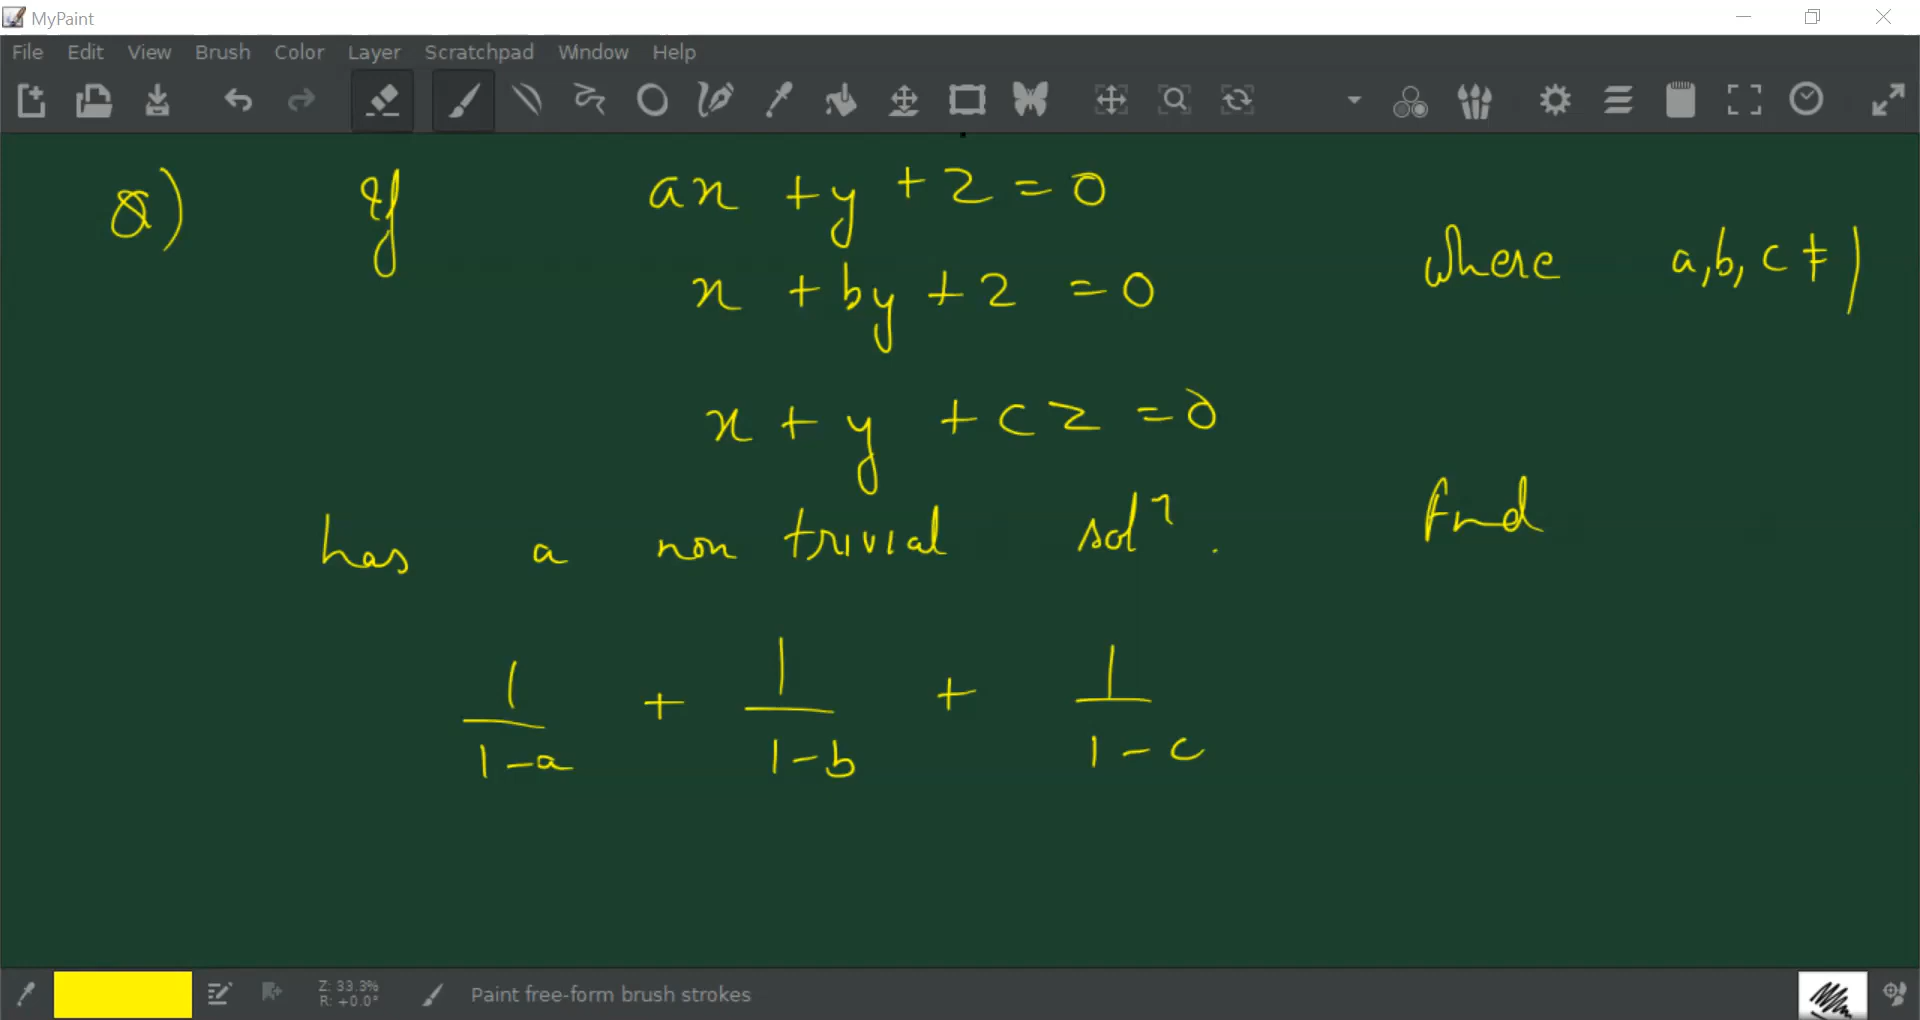 MyPaint
File Edit View Brush Color Layer Scratchpad Window Help
Q) If ax + y + z = 0
where a, b, c ≠ 1
x + by + z = 0
x + y + cz = 0
has a non trivial solⁿ. find
1/(1-a) + 1/(1-b) + 1/(1-c)
Z: 33.3%
R: +0.0°
Paint free-form brush strokes